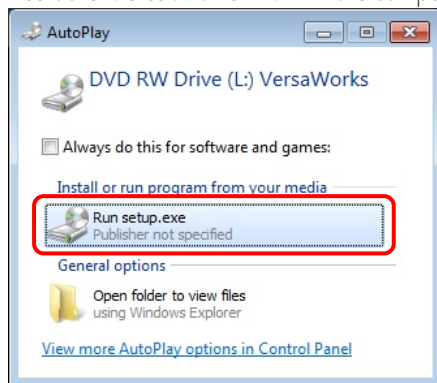 AutoPlay
DVD RW Drive (L:) VersaWorks
Always do this for software and games:
Install or run program from your media
Run setup.exe
Publisher not specified
General options
Open folder to view files
using Windows Explorer
View more AutoPlay options in Control Panel